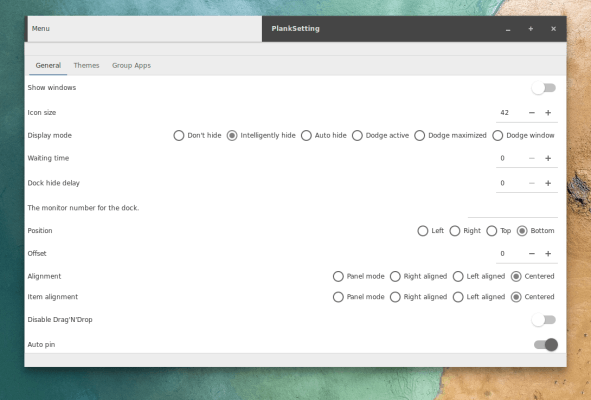 Menu PlankSetting
General Themes Group Apps
Show windows
Icon size 42 − +
Display mode Don't hide Intelligently hide Auto hide Dodge active Dodge maximized Dodge window
Waiting time 0 − +
Dock hide delay 0 − +
The monitor number for the dock.
Position Left Right Top Bottom
Offset 0 − +
Alignment Panel mode Right aligned Left aligned Centered
Item alignment Panel mode Right aligned Left aligned Centered
Disable Drag'N'Drop
Auto pin